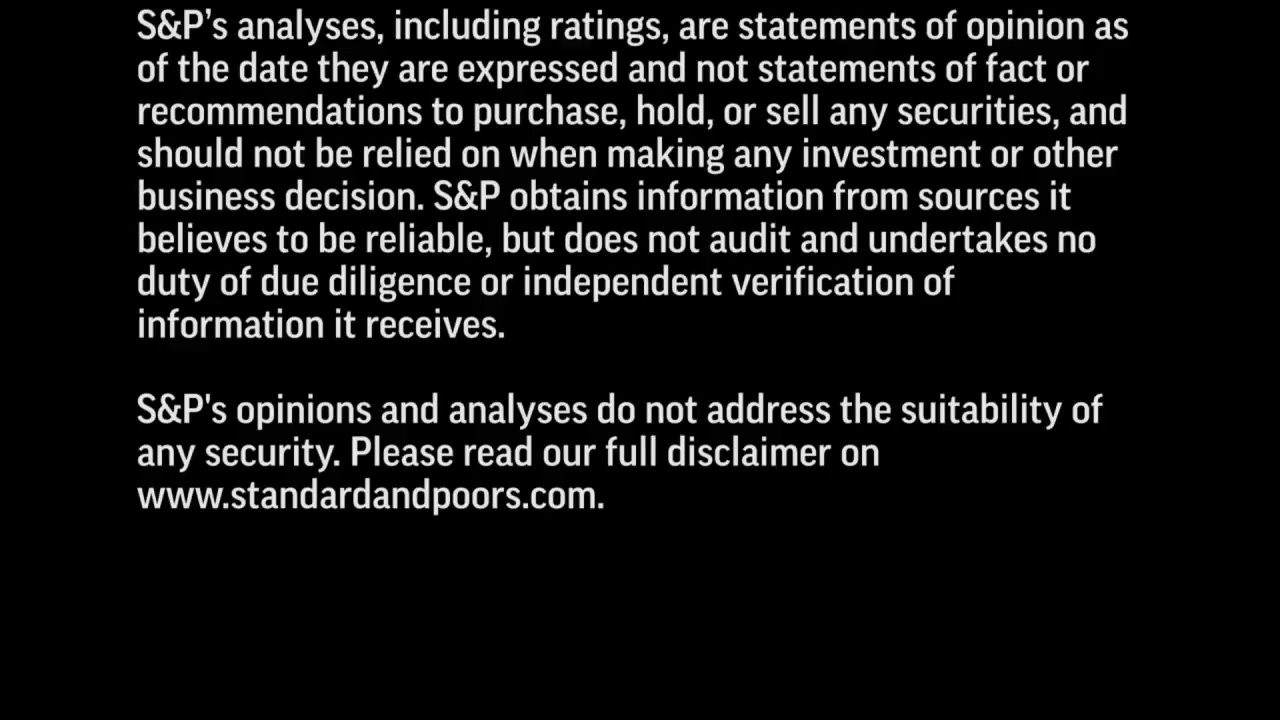 S&P’s analyses, including ratings, are statements of opinion as
of the date they are expressed and not statements of fact or
recommendations to purchase, hold, or sell any securities, and
should not be relied on when making any investment or other
business decision. S&P obtains information from sources it
believes to be reliable, but does not audit and undertakes no
duty of due diligence or independent verification of
information it receives.
S&P's opinions and analyses do not address the suitability of
any security. Please read our full disclaimer on
www.standardandpoors.com.